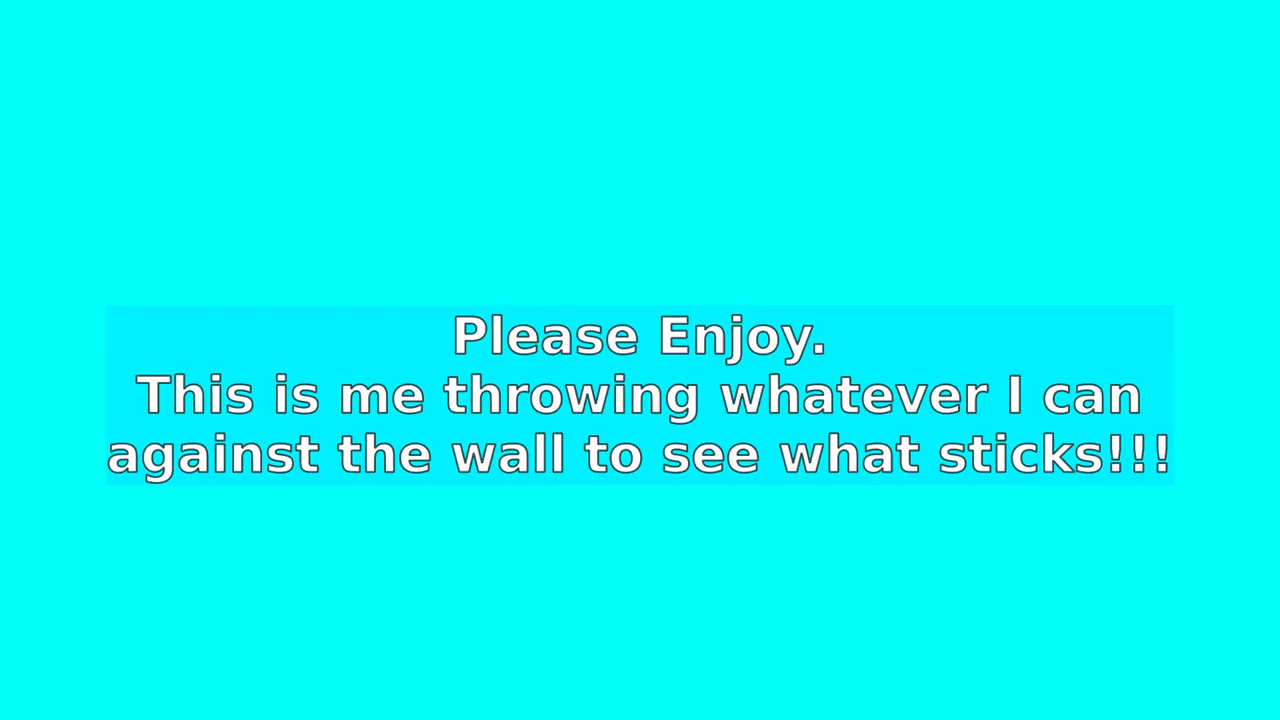 Please Enjoy.
This is me throwing whatever I can
against the wall to see what sticks!!!